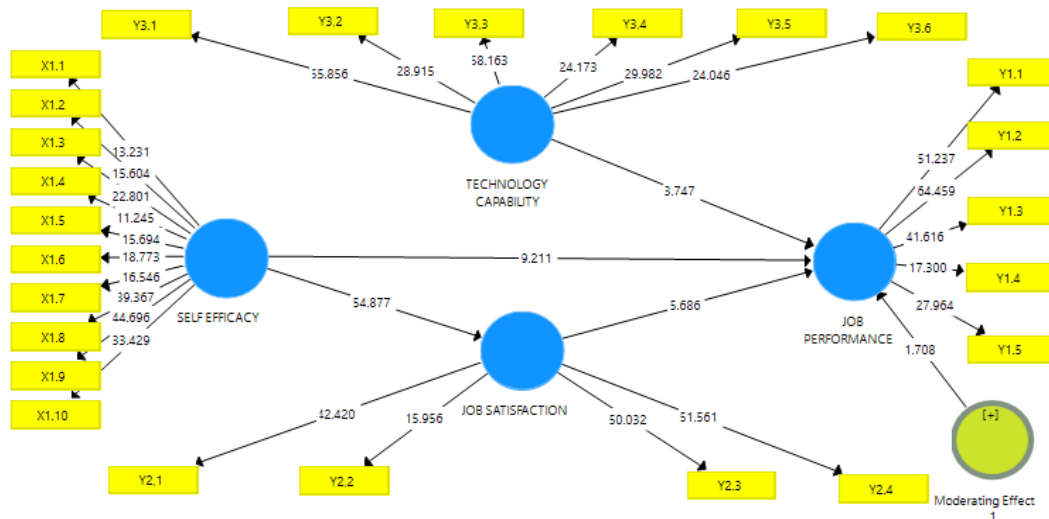 Y3.1
Y3.2
Y3,3
Y3,4
Y3,5
Y3.6
55.856
28.915
58.163
24.173
29.982
24.046
X1.1
X1.2
X1.3
X1.4
X1.5
X1.6
X1.7
X1.8
X1.9
X1.10
13.231
15.604
22.801
11.245
15.694
18.773
16.546
39.367
44.696
33.429
SELF EFFICACY
TECHNOLOGY
CAPABILITY
3.747
9.211
54.877
5.686
JOB SATISFACTION
JOB
PERFORMANCE
Y1.1
Y1.2
Y1.3
Y1.4
Y1.5
51.237
64.459
41.616
17.300
27.964
1.708
42.420
15.956
50.032
51.561
Y2,1
Y2,2
Y2.3
Y2.4
[+]
Moderating Effect
1